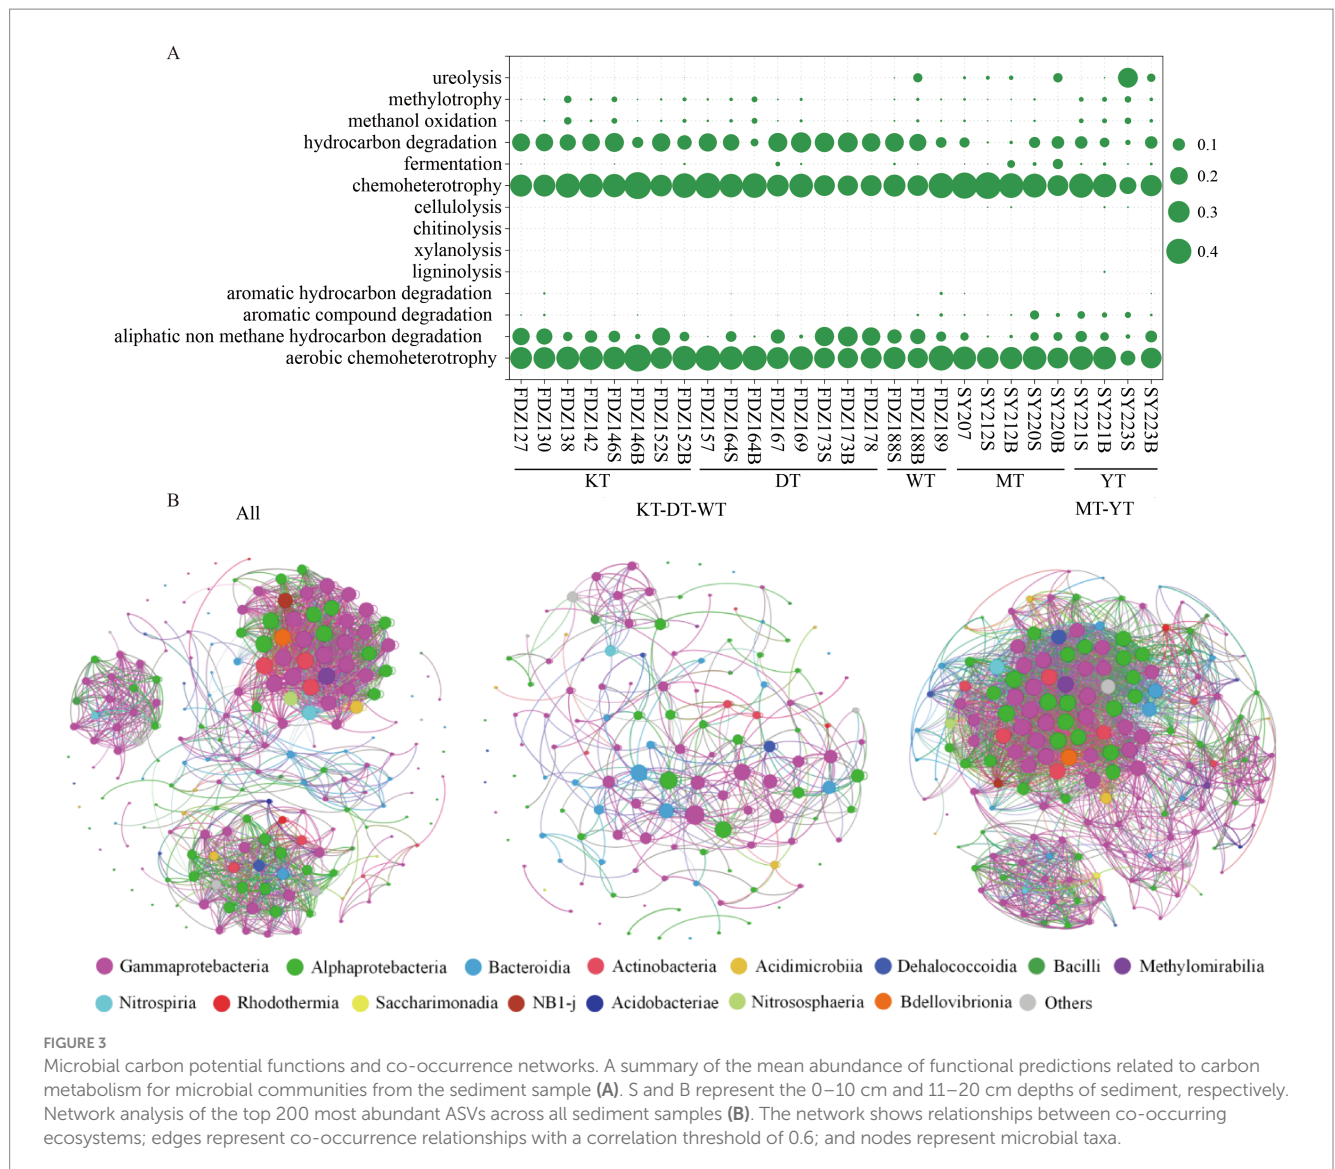 A
ureolysis
methylotrophy
methanol oxidation
hydrocarbon degradation
fermentation
chemoheterotrophy
cellulolysis
chitinolysis
xylanolysis
ligninolysis
aromatic hydrocarbon degradation
aromatic compound degradation
aliphatic non methane hydrocarbon degradation
aerobic chemoheterotrophy
0.1
0.2
0.3
0.4
FDZ127
FDZ130
FDZ138
FDZ142
FDZ146S
FDZ146B
FDZ152S
FDZ152B
FDZ157
FDZ164S
FDZ164B
FDZ167
FDZ169
FDZ173S
FDZ173B
FDZ178
FDZ188S
FDZ188B
FDZ189
SY207
SY212S
SY212B
SY220S
SY220B
SY221S
SY221B
SY223S
SY223B
KT DT WT MT YT
B
All KT-DT-WT MT-YT
Gammaprotebacteria Alphaprotebacteria Bacteroidia Actinobacteria Acidimicrobiia Dehalococcoidia Bacilli Methylomirabilia
Nitrospiria Rhodothermia Saccharimonadia NB1-j Acidobacteriae Nitrososphaeria Bdellovibrionia Others
FIGURE 3
Microbial carbon potential functions and co-occurrence networks. A summary of the mean abundance of functional predictions related to carbon
metabolism for microbial communities from the sediment sample (A). S and B represent the 0–10 cm and 11–20 cm depths of sediment, respectively.
Network analysis of the top 200 most abundant ASVs across all sediment samples (B). The network shows relationships between co-occurring
ecosystems; edges represent co-occurrence relationships with a correlation threshold of 0.6; and nodes represent microbial taxa.